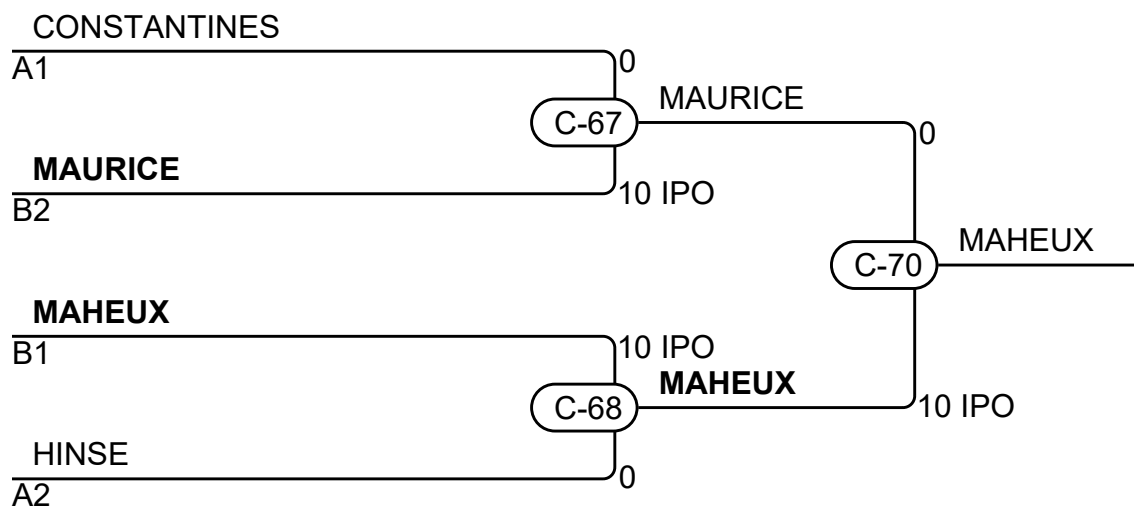 CONSTANTINES
A1
0
C-67
MAURICE
MAURICE
B2
10 IPO
0
C-70
MAHEUX
MAHEUX
B1
10 IPO
C-68
MAHEUX
10 IPO
HINSE
A2
0